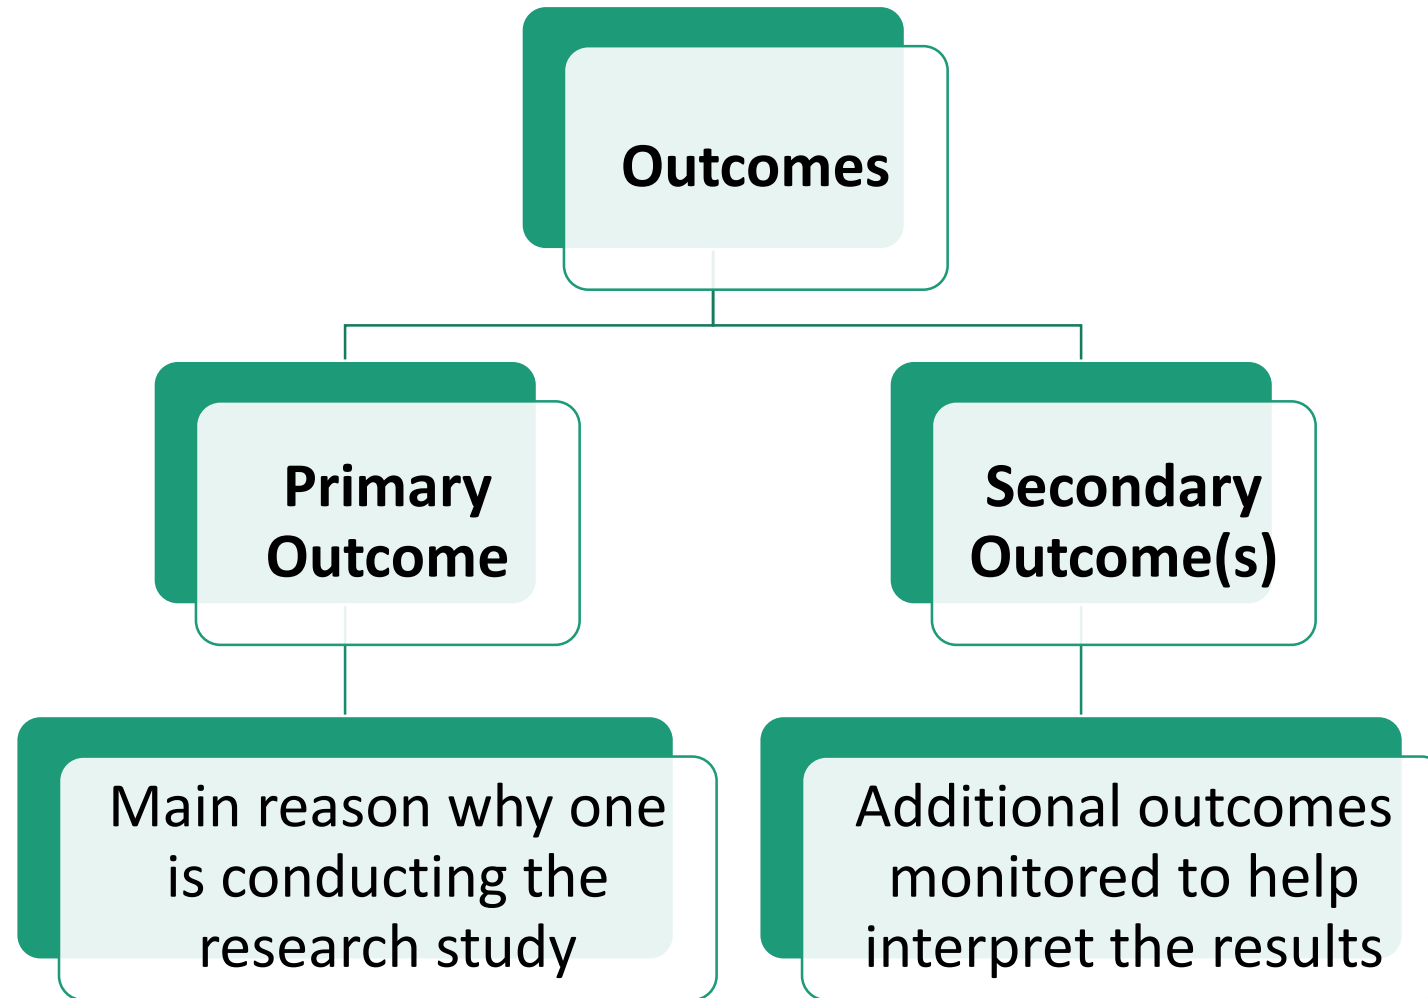 Outcomes
Primary
Outcome
Secondary
Outcome(s)
Main reason why one
is conducting the
research study
Additional outcomes
monitored to help
interpret the results